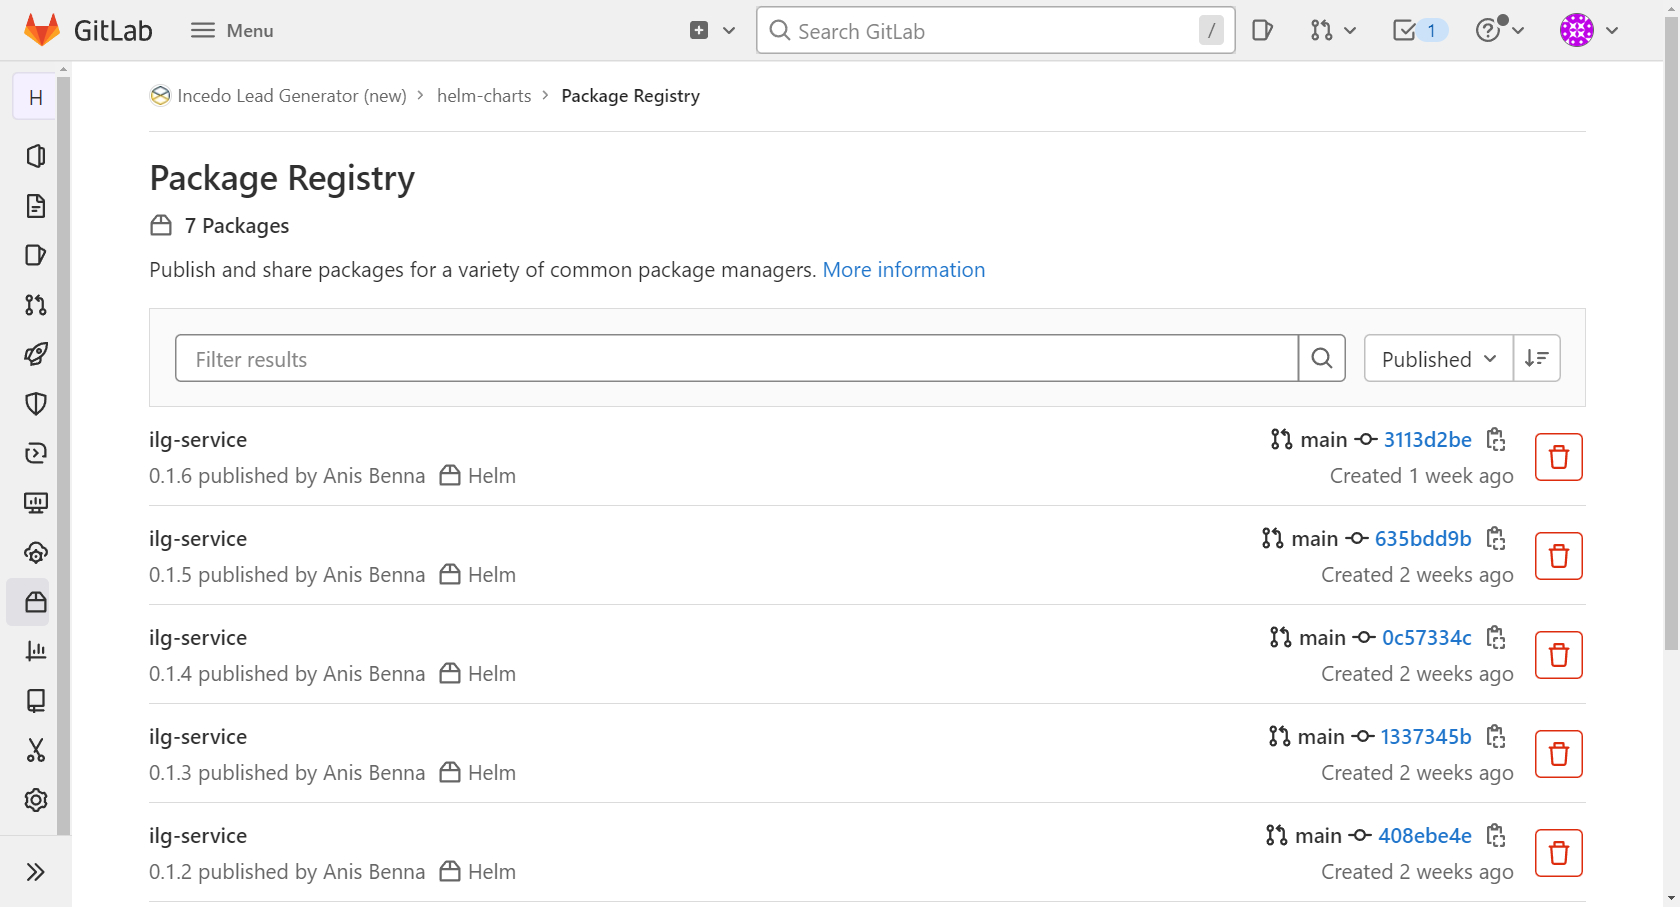 GitLab Menu Search GitLab / 1
H
Incedo Lead Generator (new) > helm-charts > Package Registry
Package Registry
7 Packages
Publish and share packages for a variety of common package managers. More information
Filter results Published
ilg-service main 3113d2be
0.1.6 published by Anis Benna Helm Created 1 week ago
ilg-service main 635bdd9b
0.1.5 published by Anis Benna Helm Created 2 weeks ago
ilg-service main 0c57334c
0.1.4 published by Anis Benna Helm Created 2 weeks ago
ilg-service main 1337345b
0.1.3 published by Anis Benna Helm Created 2 weeks ago
ilg-service main 408ebe4e
0.1.2 published by Anis Benna Helm Created 2 weeks ago